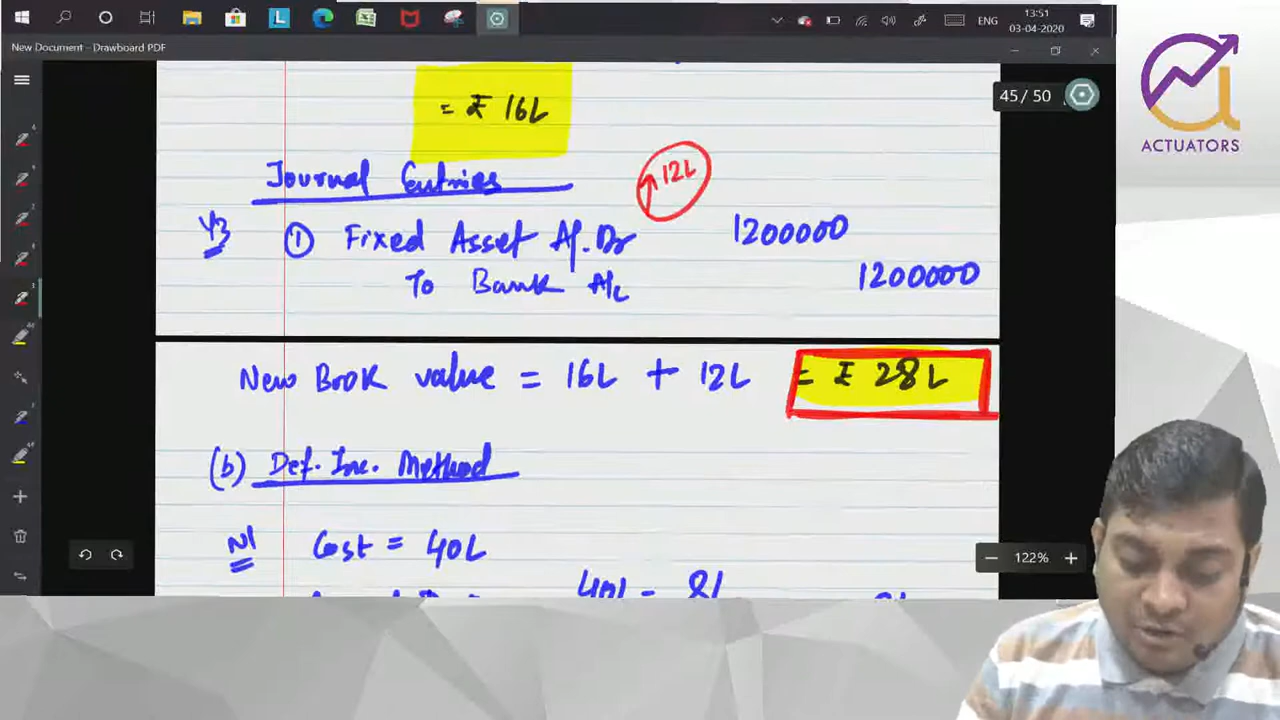 13:51
ENG
03-04-2020
New Document - Drawboard PDF
45 / 50
ACTUATORS
= ₹ 16L
Journal Entries
12L
Y3 ① Fixed Asset A/c. Dr 1200000
To Bank A/c 1200000
New Book value = 16L + 12L = ₹ 28L
(b) Def. Inc. Method
N1 Cost = 40L
122%
40L - 8L